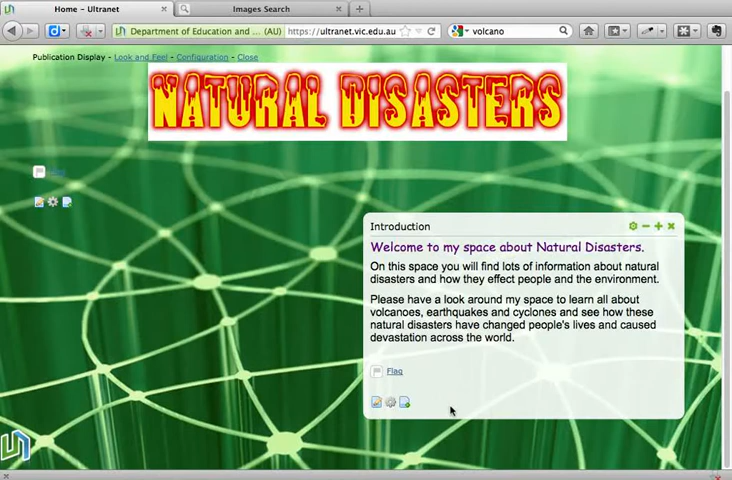 Home - Ultranet
Images Search
Department of Education and ... (AU)
https://ultranet.vic.edu.au
volcano
Publication Display - Look and Feel - Configuration - Close
NATURAL DISASTERS
Flag
Introduction
Welcome to my space about Natural Disasters.
On this space you will find lots of information about natural
disasters and how they effect people and the environment.
Please have a look around my space to learn all about
volcanoes, earthquakes and cyclones and see how these
natural disasters have changed people's lives and caused
devastation across the world.
Flag